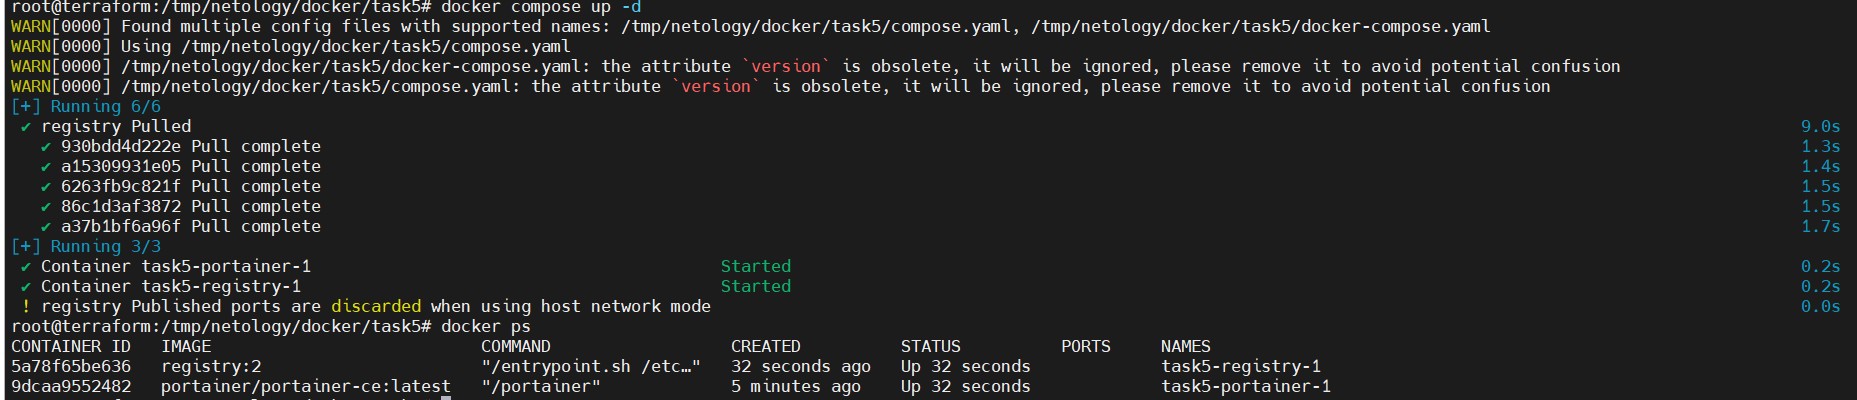 root@terraform:/tmp/netology/docker/task5# docker compose up -d
WARN[0000] Found multiple config files with supported names: /tmp/netology/docker/task5/compose.yaml, /tmp/netology/docker/task5/docker-compose.yaml
WARN[0000] Using /tmp/netology/docker/task5/compose.yaml
WARN[0000] /tmp/netology/docker/task5/docker-compose.yaml: the attribute `version` is obsolete, it will be ignored, please remove it to avoid potential confusion
WARN[0000] /tmp/netology/docker/task5/compose.yaml: the attribute `version` is obsolete, it will be ignored, please remove it to avoid potential confusion
[+] Running 6/6
✔ registry Pulled 9.0s
✔ 930bdd4d222e Pull complete 1.3s
✔ a15309931e05 Pull complete 1.4s
✔ 6263fb9c821f Pull complete 1.5s
✔ 86c1d3af3872 Pull complete 1.5s
✔ a37b1bf6a96f Pull complete 1.7s
[+] Running 3/3
✔ Container task5-portainer-1 Started 0.2s
✔ Container task5-registry-1 Started 0.2s
! registry Published ports are discarded when using host network mode 0.0s
root@terraform:/tmp/netology/docker/task5# docker ps
CONTAINER ID IMAGE COMMAND CREATED STATUS PORTS NAMES
5a78f65be636 registry:2 "/entrypoint.sh /etc…" 32 seconds ago Up 32 seconds task5-registry-1
9dcaa9552482 portainer/portainer-ce:latest "/portainer" 5 minutes ago Up 32 seconds task5-portainer-1